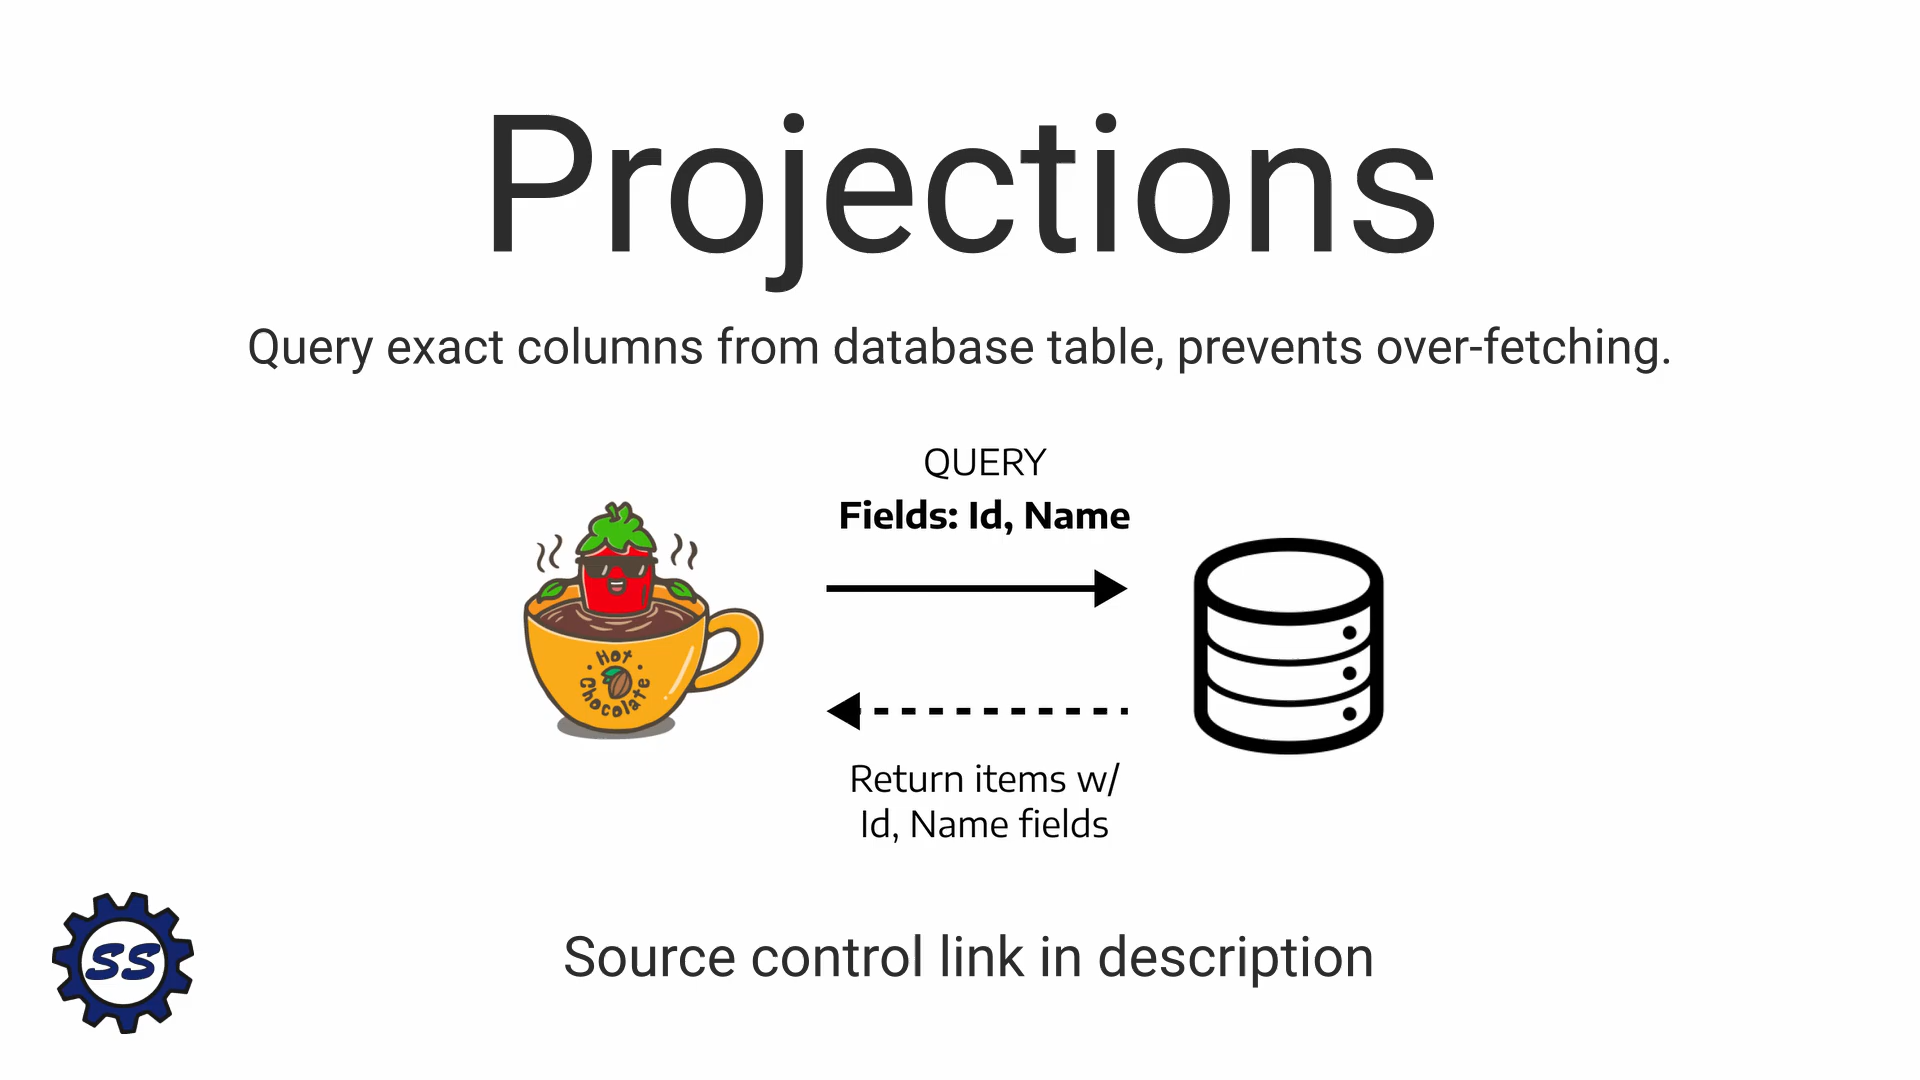 Projections
Query exact columns from database table, prevents over-fetching.
QUERY
Fields: Id, Name
Hot
Chocolate
Return items w/
Id, Name fields
SS
Source control link in description